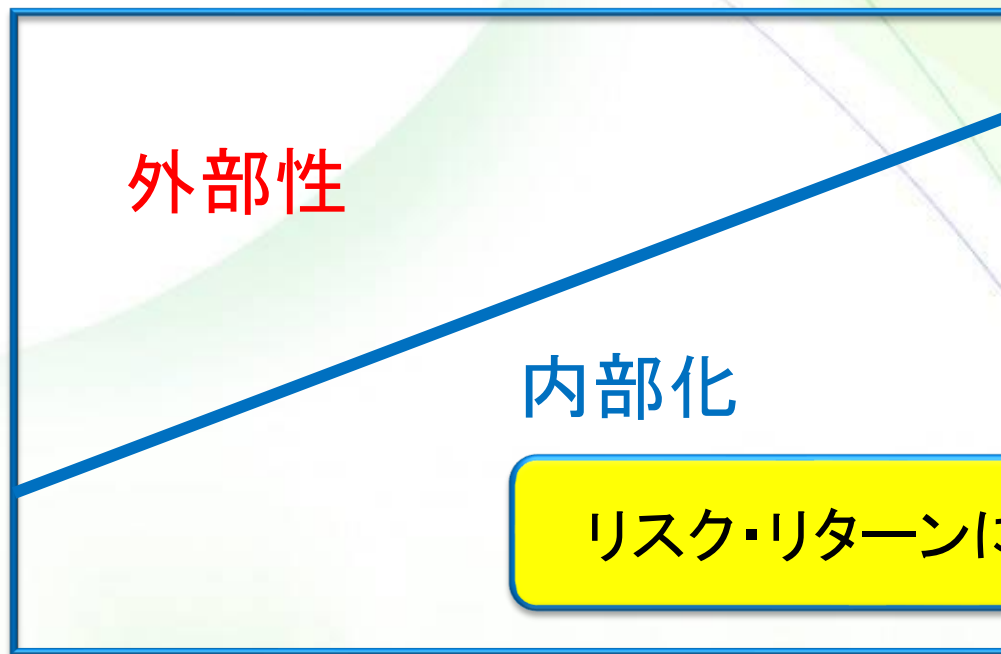 外部性
内部化
リスク・リターンに